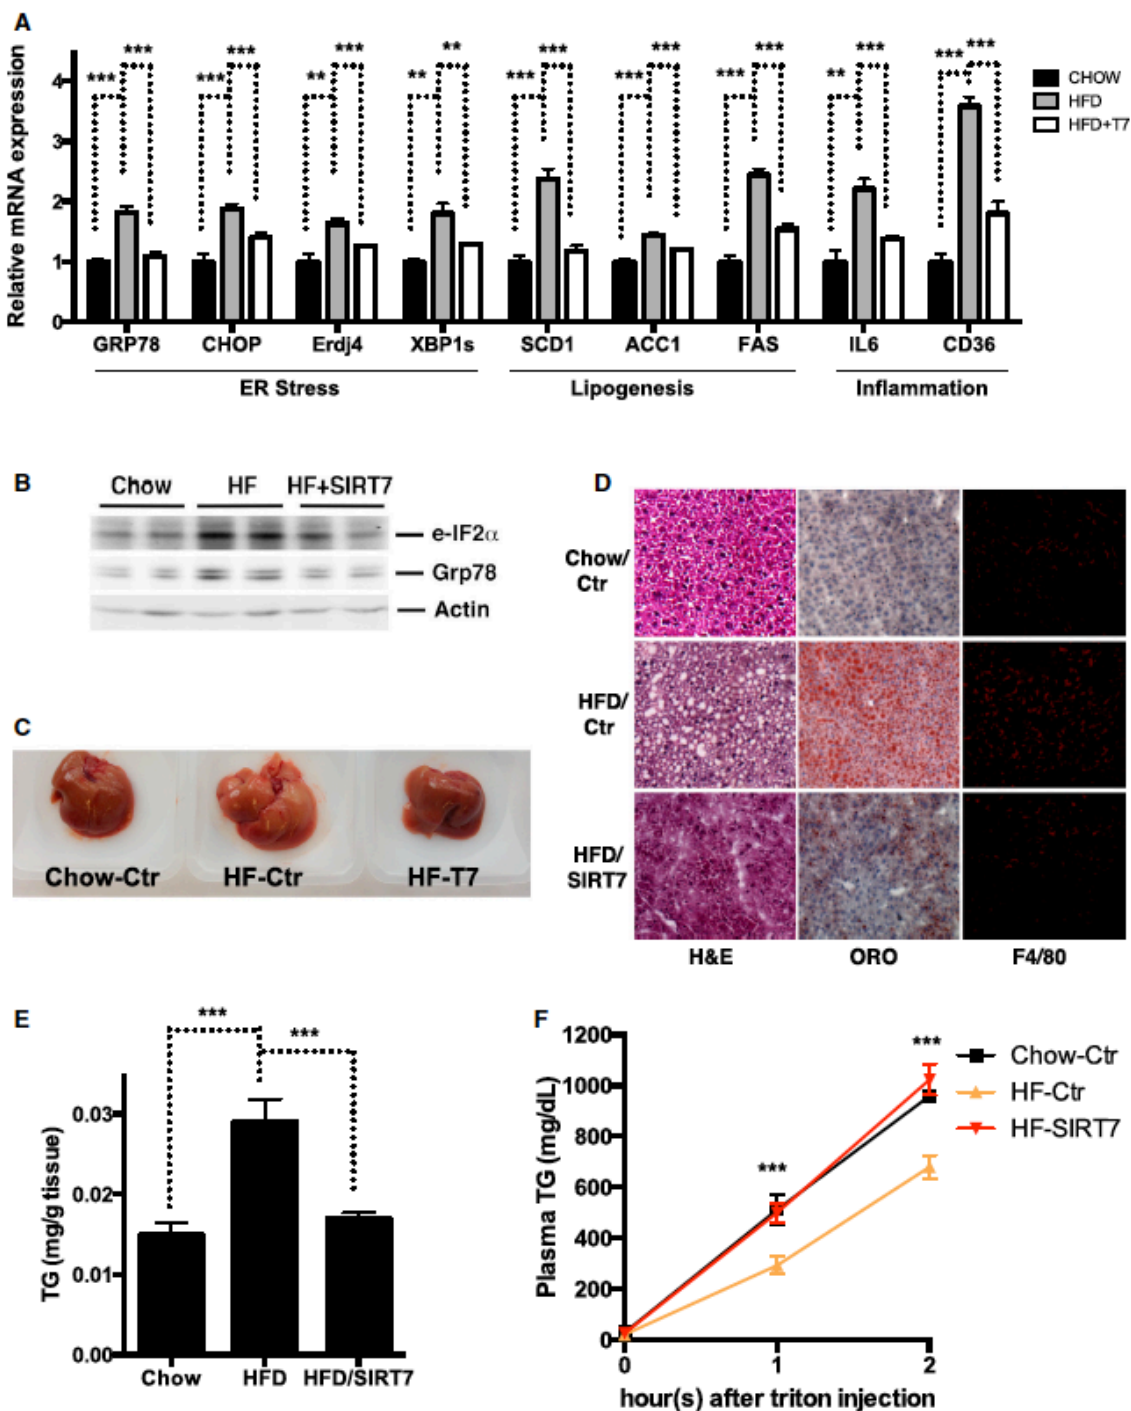 A
*** *** *** *** ** *** ** ** *** *** *** *** *** *** ** *** *** ***
Relative mRNA expression
4
3
2
1
0
CHOW
HFD
HFD+T7
GRP78 CHOP Erdj4 XBP1s SCD1 ACC1 FAS IL6 CD36
ER Stress Lipogenesis Inflammation
B
Chow HF HF+SIRT7
e-IF2α
Grp78
Actin
C
Chow-Ctr HF-Ctr HF-T7
D
Chow/
Ctr
HFD/
Ctr
HFD/
SIRT7
H&E ORO F4/80
E
*** ***
TG (mg/g tissue)
0.03
0.02
0.01
0.00
Chow HFD HFD/SIRT7
F
Plasma TG (mg/dL)
1200
1000
800
600
400
200
0
*** ***
Chow-Ctr
HF-Ctr
HF-SIRT7
0 1 2
hour(s) after triton injection